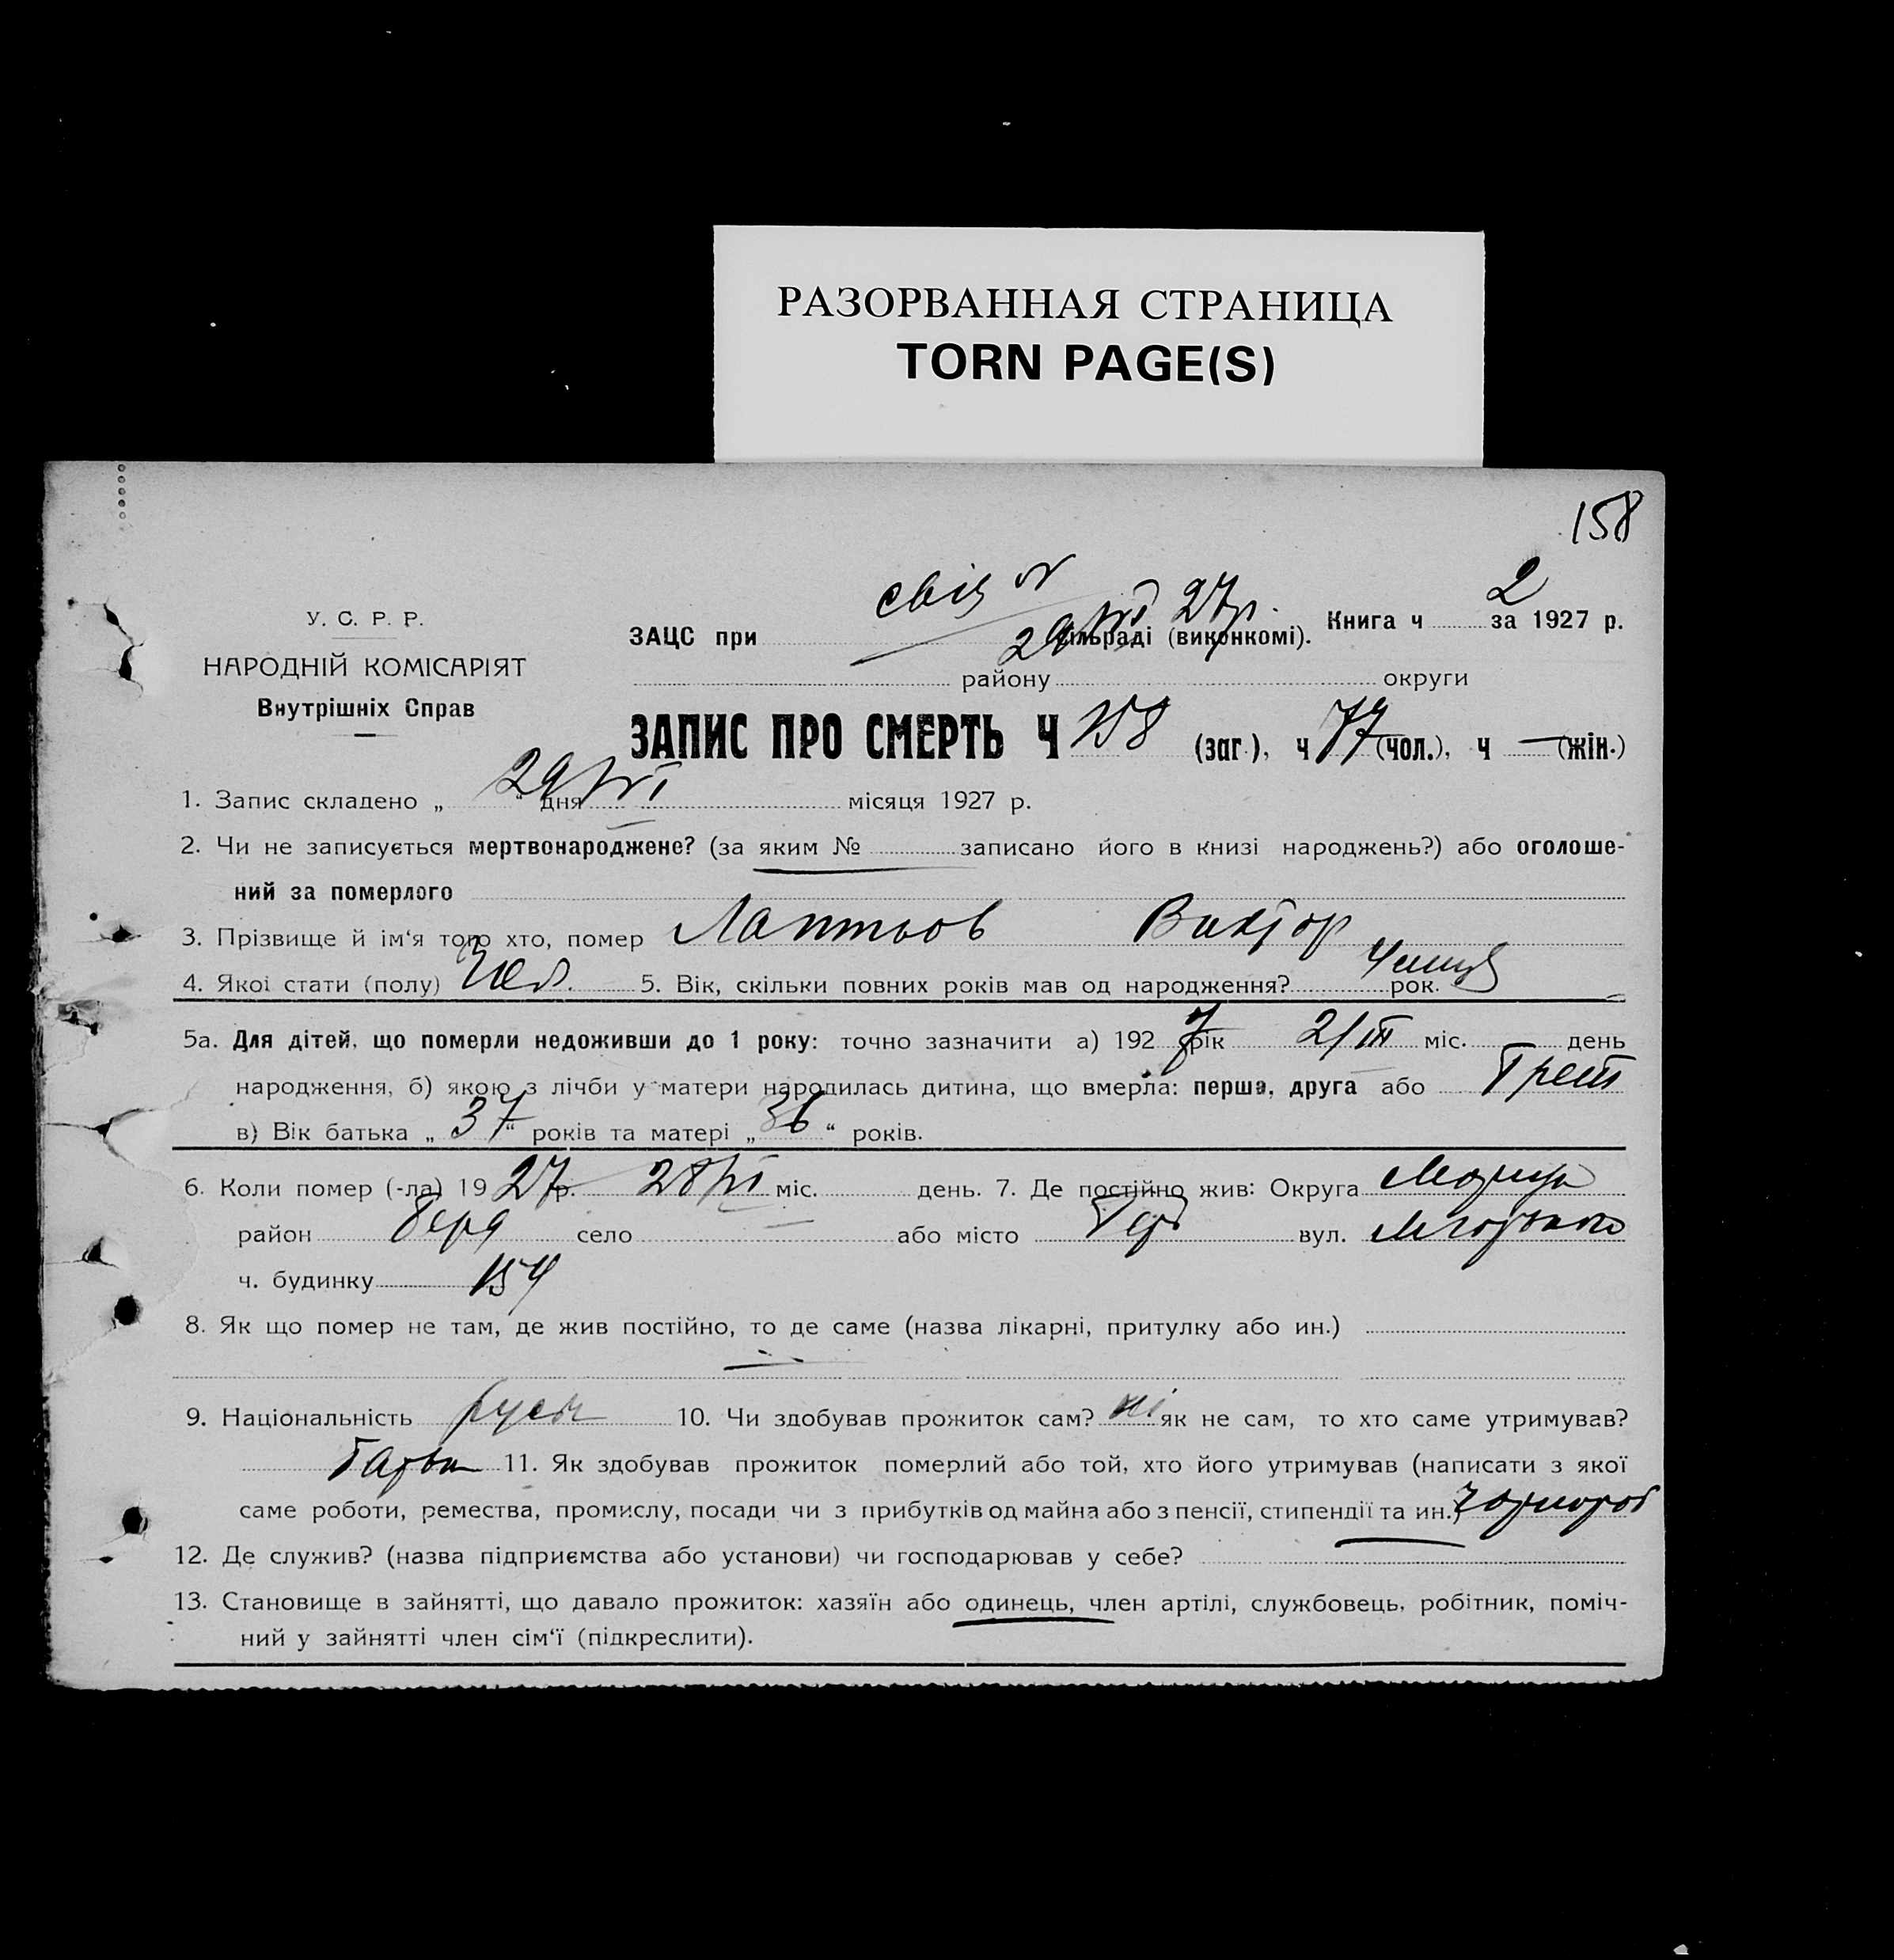 РАЗОРВАННАЯ СТРАНИЦА
TORN PAGE(S)
158
У. С. Р. Р.
НАРОДНІЙ КОМІСАРІЯТ
Внутрішніх Справ
ЗАЦС при 29/VI 27р. сільраді (виконкомі). Книга ч 2 за 1927 р.
району округи
ЗАПИС ПРО СМЕРТЬ Ч 158 (заг.), ч (чол.), ч — (жін.)
1. Запис складено „ 29/VI “ дня місяця 1927 р.
2. Чи не записується мертвонароджене? (за яким № записано його в книзі народжень?) або оголоше-
ний за померлого
3. Прізвище й ім‘я того хто, помер Лаптьов Виктор
4. Якої стати (полу) Чол. 5. Вік, скільки повних років мав од народження? рок.
5а. Для дітей, що померли недоживши до 1 року: точно зазначити а) 192 7 рік 21/III міс. день
народження, б) якою з лічби у матери народилась дитина, що вмерла: перша, друга або Трет
в) Вік батька „ 37 “ років та матері „ 36 “ років.
6. Коли помер (-ла) 19 27 р. 28/VI міс. день. 7. Де постійно жив: Округа
район село — або місто вул.
ч. будинку 154
8. Як що помер не там, де жив постійно, то де саме (назва лікарні, притулку або ин.)
9. Національність 10. Чи здобував прожиток сам? ні як не сам, то хто саме утримував?
11. Як здобував прожиток померлий або той, хто його утримував (написати з якої
саме роботи, ремества, промислу, посади чи з прибутків од майна або з пенсії, стипендії та ин.) чорнороб
12. Де служив? (назва підприємства або установи) чи господарював у себе?
13. Становище в зайнятті, що давало прожиток: хазяїн або одинець, член артілі, службовець, робітник, поміч-
ний у зайнятті член сім‘ї (підкреслити).